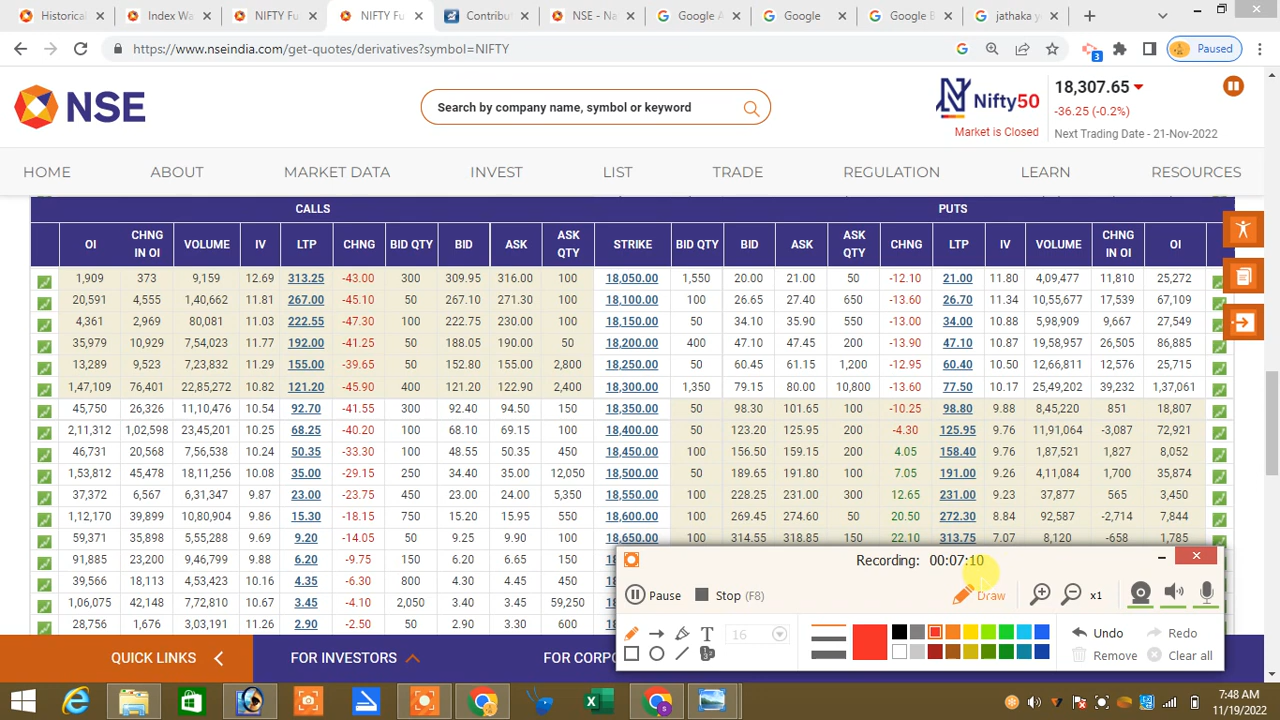 Historical
Index Wa
NIFTY Fu
NIFTY Fu
Contribut
NSE - Na
Google A
Google
Google B
jathaka y
https://www.nseindia.com/get-quotes/derivatives?symbol=NIFTY
3
Paused
NSE
Search by company name, symbol or keyword
Nifty50
18,307.65
-36.25 (-0.2%)
Market is Closed
Next Trading Date - 21-Nov-2022
HOME ABOUT MARKET DATA INVEST LIST TRADE REGULATION LEARN RESOURCES
CALLS PUTS
OI CHNG IN OI VOLUME IV LTP CHNG BID QTY BID ASK ASK QTY STRIKE BID QTY BID ASK ASK QTY CHNG LTP IV VOLUME CHNG IN OI OI
1,909 373 9,159 12.69 313.25 -43.00 300 309.95 316.00 100 18,050.00 1,550 20.00 21.00 50 -12.10 21.00 11.80 4,09,477 11,810 25,272
20,591 4,555 1,40,662 11.81 267.00 -45.10 50 267.10 271.30 100 18,100.00 100 26.65 27.40 650 -13.60 26.70 11.34 10,55,677 17,539 67,109
4,361 2,969 80,081 11.03 222.55 -47.30 100 222.75 230.00 100 18,150.00 50 34.10 35.90 550 -13.00 34.00 10.88 5,98,909 9,667 27,549
35,979 10,929 7,54,023 11.77 192.00 -41.25 100 188.05 190.00 50 18,200.00 400 47.10 47.45 200 -13.90 47.10 10.87 19,58,957 26,505 86,885
13,289 9,523 7,23,832 11.29 155.00 -39.65 100 152.80 155.00 2,800 18,250.00 50 60.45 61.15 1,200 -12.95 60.40 10.50 12,66,811 12,576 25,715
1,47,109 76,401 22,85,272 10.82 121.20 -45.90 400 121.20 122.90 2,400 18,300.00 1,350 79.15 80.00 10,800 -13.60 77.50 10.17 25,49,202 39,232 1,37,061
45,750 26,326 11,10,476 10.54 92.70 -41.55 300 92.40 94.50 150 18,350.00 50 98.30 101.65 100 -10.25 98.80 9.88 8,45,220 851 18,807
2,11,312 1,02,598 23,45,201 10.25 68.25 -40.20 100 68.10 69.15 100 18,400.00 50 123.20 125.95 200 -4.30 125.95 9.76 11,91,064 -3,087 72,921
46,731 20,568 7,56,538 10.24 50.35 -33.30 100 48.55 50.35 450 18,450.00 100 156.50 159.15 200 4.05 158.40 9.76 1,87,521 1,827 8,052
1,53,812 45,478 18,11,256 10.08 35.00 -29.15 250 34.40 35.00 12,050 18,500.00 50 189.65 191.80 100 7.05 191.00 9.26 4,11,084 1,700 35,874
37,372 6,567 6,31,347 9.87 23.00 -23.75 450 23.00 24.00 5,350 18,550.00 100 228.25 231.00 300 12.65 231.00 9.23 37,877 565 3,450
1,12,170 39,899 10,80,904 9.86 15.30 -18.15 750 15.20 15.95 550 18,600.00 100 269.45 274.60 50 20.50 272.30 8.84 92,587 -2,714 7,844
59,371 35,898 5,55,288 9.69 9.20 -14.05 150 9.25 9.90 100 18,650.00 100 314.55 318.85 150 22.10 313.75 7.07 8,120 -658 1,785
91,885 23,200 9,46,799 9.88 6.20 -9.75 150 6.20 6.65 150
39,566 18,113 4,53,423 10.16 4.35 -6.30 800 4.30 4.45 450
1,06,075 42,148 7,72,810 10.67 3.45 -4.10 2,050 3.40 3.45 59,250
28,756 1,676 3,03,191 11.26 2.90 -2.50 50 2.90 3.30 600
Recording: 00:07:10
Pause Stop (F8) Draw x1
T 16 Undo Redo
Remove Clear all
QUICK LINKS FOR INVESTORS FOR CORP
7:48 AM
11/19/2022